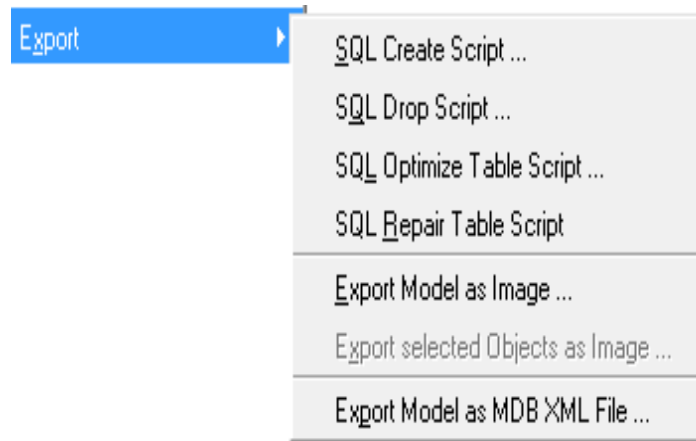 Export
SQL Create Script ...
SQL Drop Script ...
SQL Optimize Table Script ...
SQL Repair Table Script
Export Model as Image ...
Export selected Objects as Image ...
Export Model as MDB XML File ...